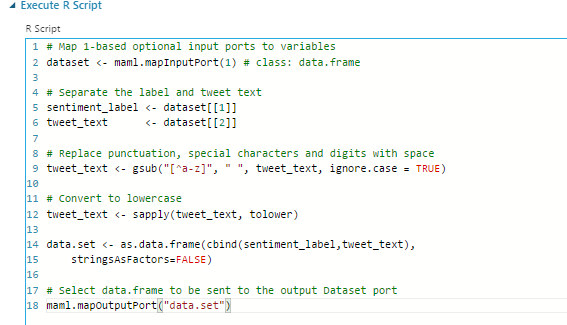 Execute R Script
R Script
1 # Map 1-based optional input ports to variables
2 dataset <- maml.mapInputPort(1) # class: data.frame
3
4 # Separate the label and tweet text
5 sentiment_label <- dataset[[1]]
6 tweet_text      <- dataset[[2]]
7
8 # Replace punctuation, special characters and digits with space
9 tweet_text <- gsub("[^a-z]", " ", tweet_text, ignore.case = TRUE)
10
11 # Convert to lowercase
12 tweet_text <- sapply(tweet_text, tolower)
13
14 data.set <- as.data.frame(cbind(sentiment_label,tweet_text),
15     stringsAsFactors=FALSE)
16
17 # Select data.frame to be sent to the output Dataset port
18 maml.mapOutputPort("data.set")